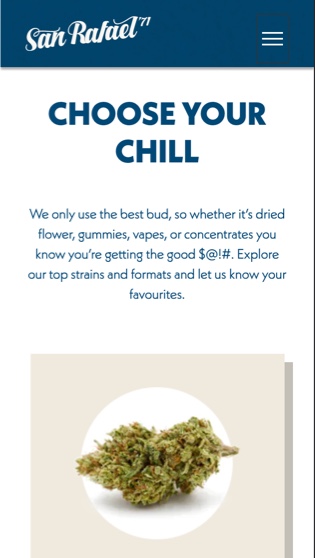 San Rafael '71
CHOOSE YOUR
CHILL
We only use the best bud, so whether it's dried
flower, gummies, vapes, or concentrates you
know you're getting the good $@!#. Explore
our top strains and formats and let us know your
favourites.